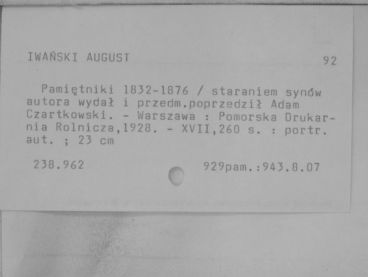 IWAŃSKI AUGUST 92
Pamiętniki 1832-1876 / staraniem synów
autora wydał i przedm.poprzedził Adam
Czartkowski. - Warszawa : Pomorska Drukar-
nia Rolnicza,1928. - XVII,260 s. : portr.
aut. ; 23 cm
238.962 929pam.:943.8.07